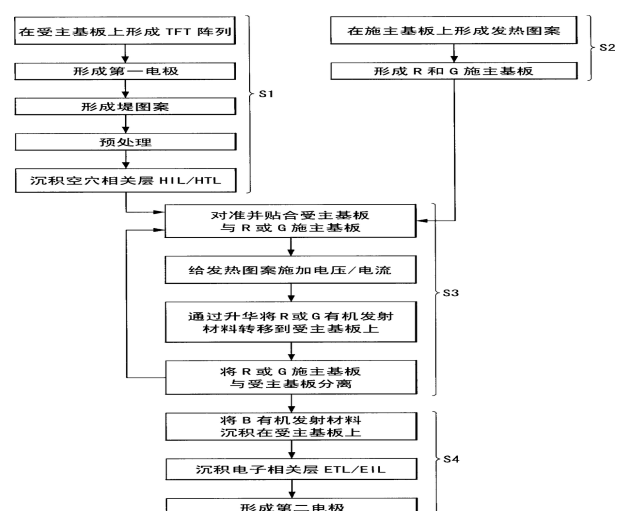 在受主基板上形成 TFT 阵列
形成第一电极
形成堤图案
预处理
沉积空穴相关层 HIL/HTL
S1
在施主基板上形成发热图案
形成 R 和 G 施主基板
S2
对准并贴合受主基板
与 R 或 G 施主基板
给发热图案施加电压/电流
通过升华将 R 或 G 有机发射
材料转移到受主基板上
将 R 或 G 施主基板
与受主基板分离
S3
将 B 有机发射材料
沉积在受主基板上
沉积电子相关层 ETL/EIL
形成第二电极
S4